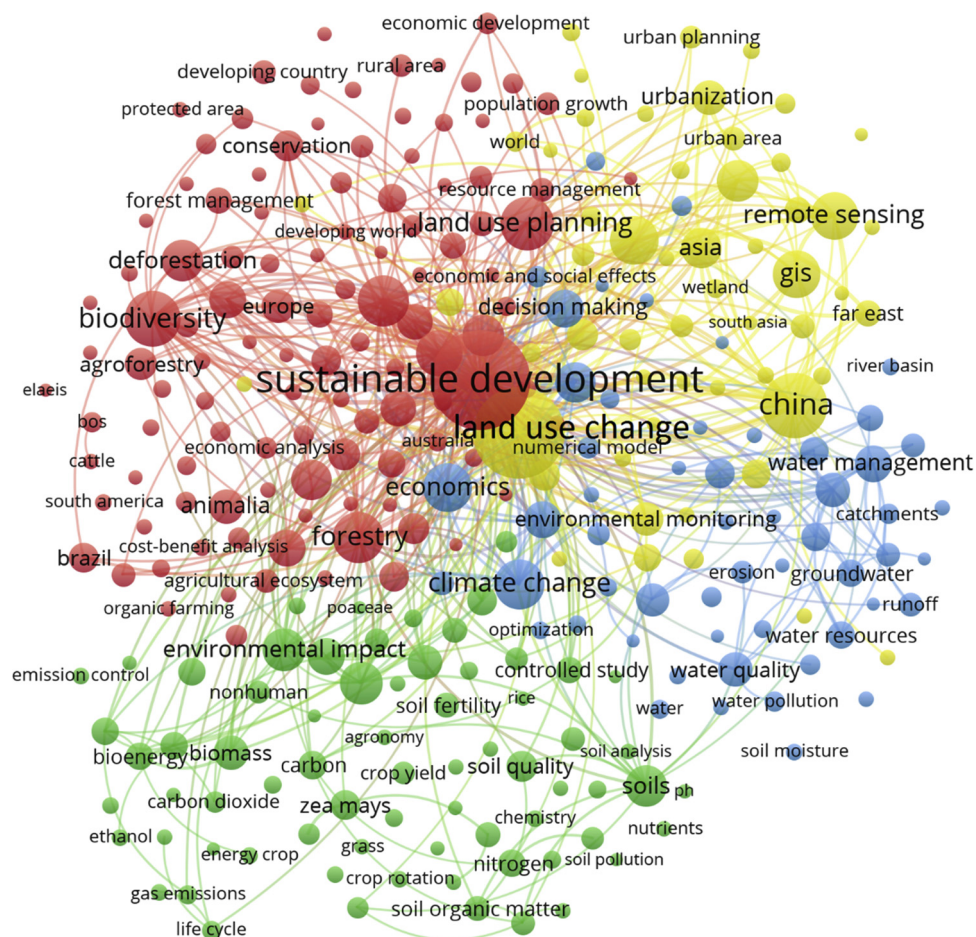 economic development
urban planning
developing country
rural area
urbanization
protected area
population growth
conservation
world
urban area
resource management
forest management
land use planning
remote sensing
developing world
asia
deforestation
economic and social effects
gis
wetland
europe
decision making
biodiversity
south asia
far east
agroforestry
river basin
sustainable development
elaeis
china
bos
land use change
economic analysis
australia
numerical model
cattle
water management
economics
south america
animalia
catchments
environmental monitoring
forestry
cost-benefit analysis
brazil
erosion
groundwater
agricultural ecosystem
climate change
organic farming
poaceae
runoff
optimization
water resources
environmental impact
emission control
controlled study
water quality
nonhuman
soil fertility
rice
water
water pollution
agronomy
bioenergy
biomass
soil analysis
soil moisture
carbon
crop yield
soil quality
soils
ph
carbon dioxide
zea mays
chemistry
nutrients
ethanol
grass
energy crop
nitrogen
soil pollution
crop rotation
gas emissions
soil organic matter
life cycle